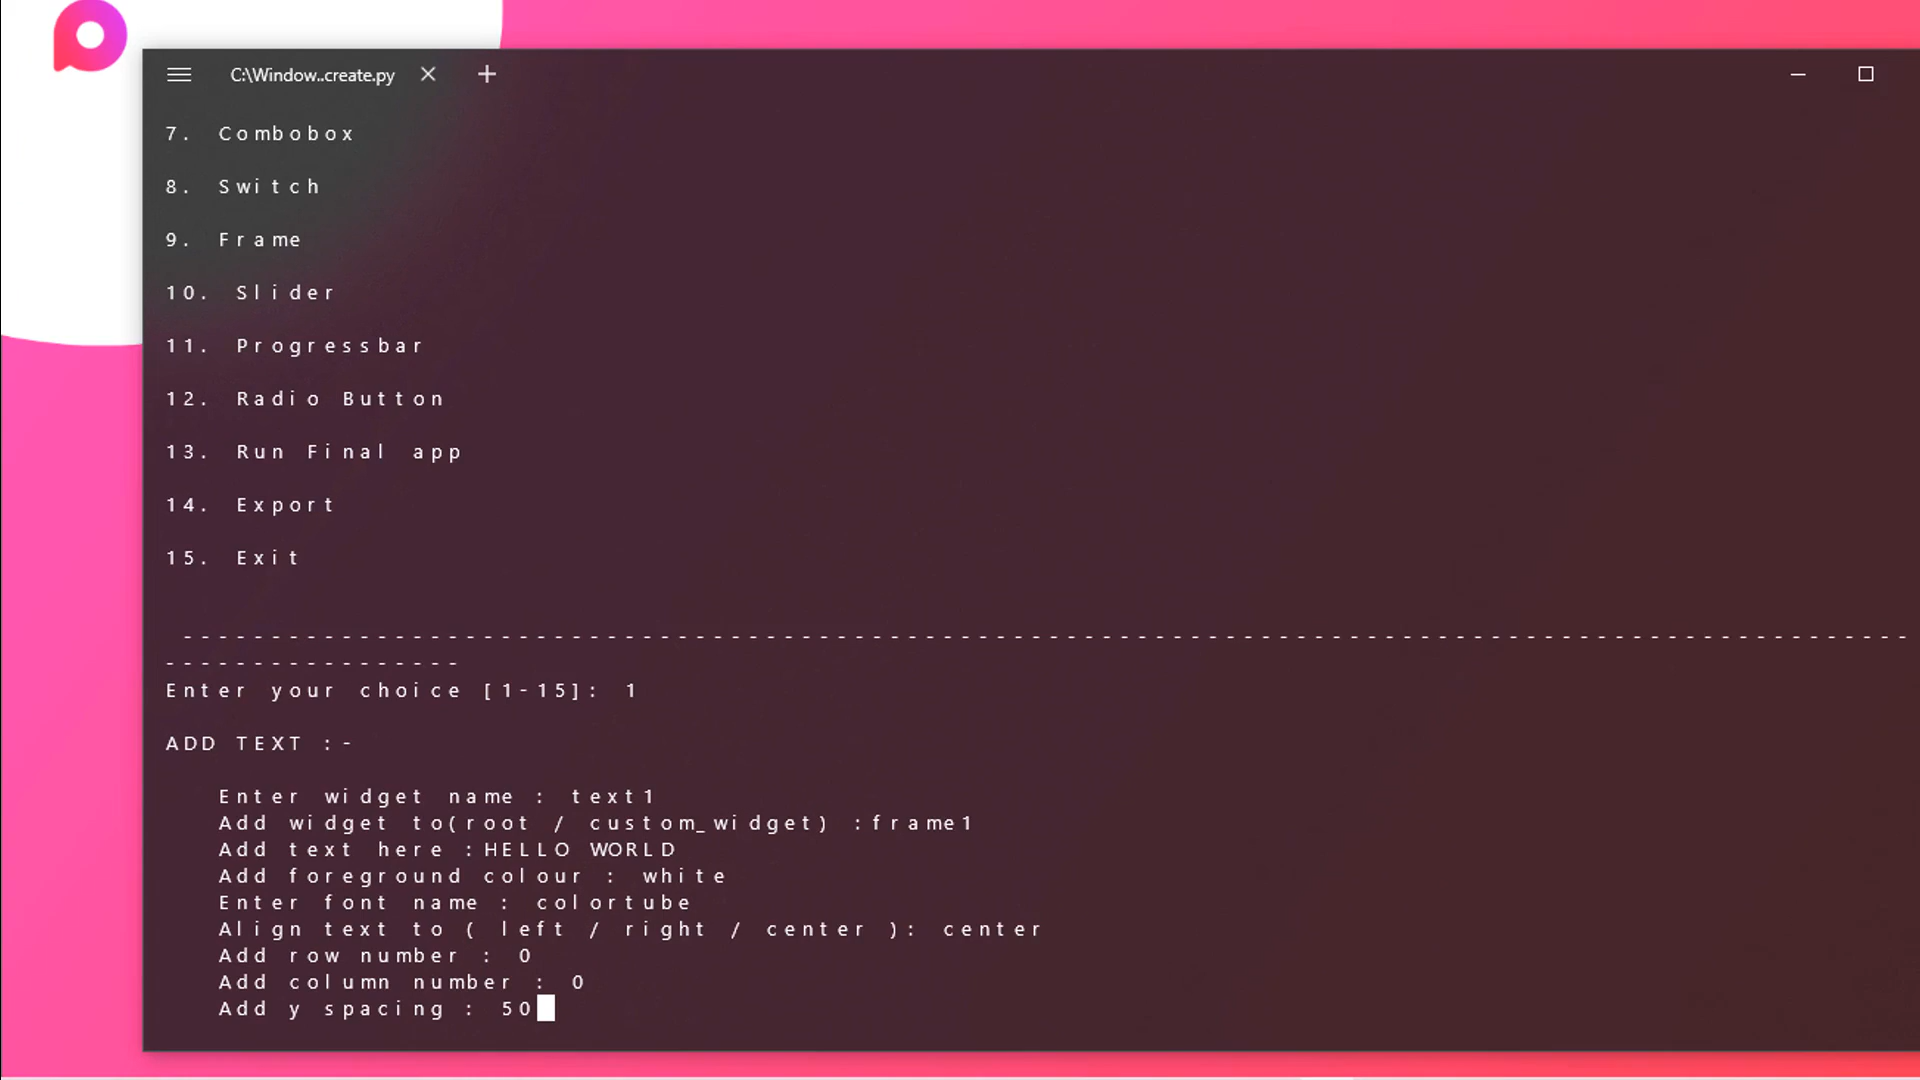 C:\Window..create.py
7. Combobox
8. Switch
9. Frame
10. Slider
11. Progressbar
12. Radio Button
13. Run Final app
14. Export
15. Exit
--------------------------------------------------------------------------------------------------
-----------------
Enter your choice [1-15]: 1
ADD TEXT :-
Enter widget name : text1
Add widget to(root / custom_widget) :frame1
Add text here :HELLO WORLD
Add foreground colour : white
Enter font name : colortube
Align text to ( left / right / center ): center
Add row number : 0
Add column number : 0
Add y spacing : 50